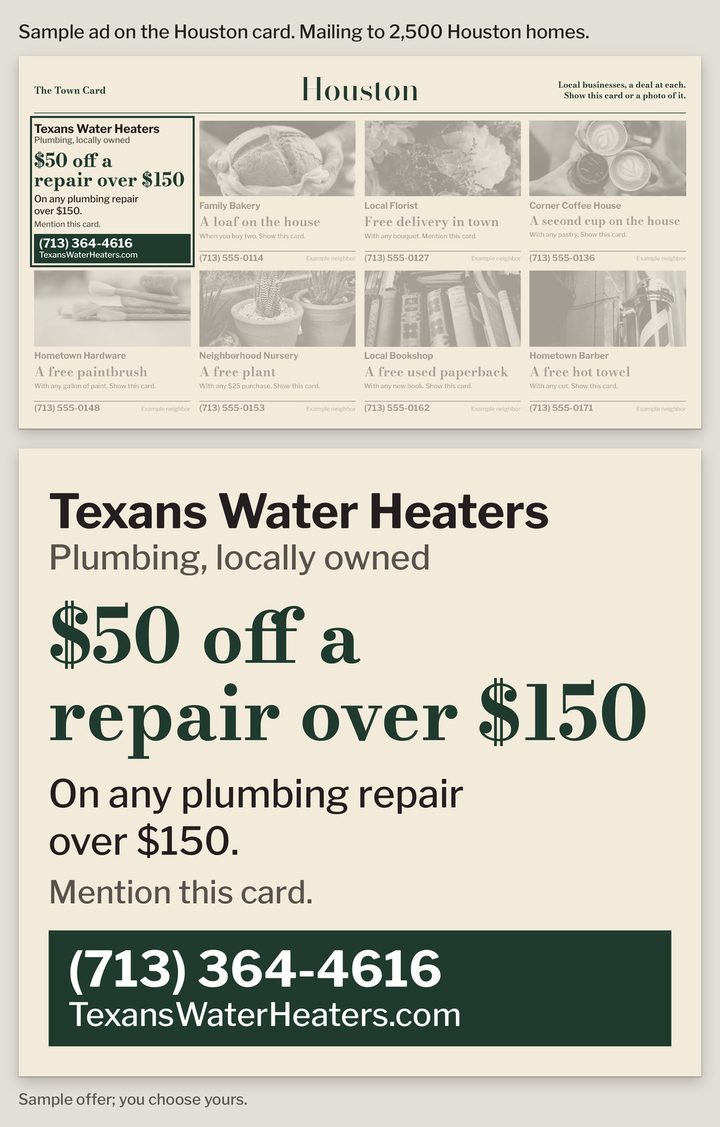 Sample ad on the Houston card. Mailing to 2,500 Houston homes.
The Town Card
Houston
Local businesses, a deal at each.
Show this card or a photo of it.
Texans Water Heaters
Plumbing, locally owned
$50 off a
repair over $150
On any plumbing repair
over $150.
Mention this card.
(713) 364-4616
TexansWaterHeaters.com
Family Bakery
A loaf on the house
When you buy two. Show this card.
(713) 555-0114
Example neighbor
Local Florist
Free delivery in town
With any bouquet. Mention this card.
(713) 555-0127
Example neighbor
Corner Coffee House
A second cup on the house
With any pastry. Show this card.
(713) 555-0136
Example neighbor
Hometown Hardware
A free paintbrush
With any gallon of paint. Show this card.
(713) 555-0148
Example neighbor
Neighborhood Nursery
A free plant
With any $25 purchase. Show this card.
(713) 555-0153
Example neighbor
Local Bookshop
A free used paperback
With any new book. Show this card.
(713) 555-0162
Example neighbor
Hometown Barber
A free hot towel
With any cut. Show this card.
(713) 555-0171
Example neighbor
Texans Water Heaters
Plumbing, locally owned
$50 off a
repair over $150
On any plumbing repair
over $150.
Mention this card.
(713) 364-4616
TexansWaterHeaters.com
Sample offer; you choose yours.